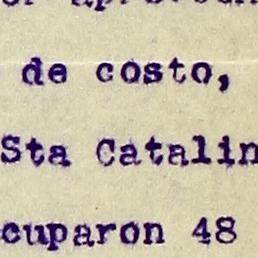 de costo,
Sta Catalin
cuparon 48